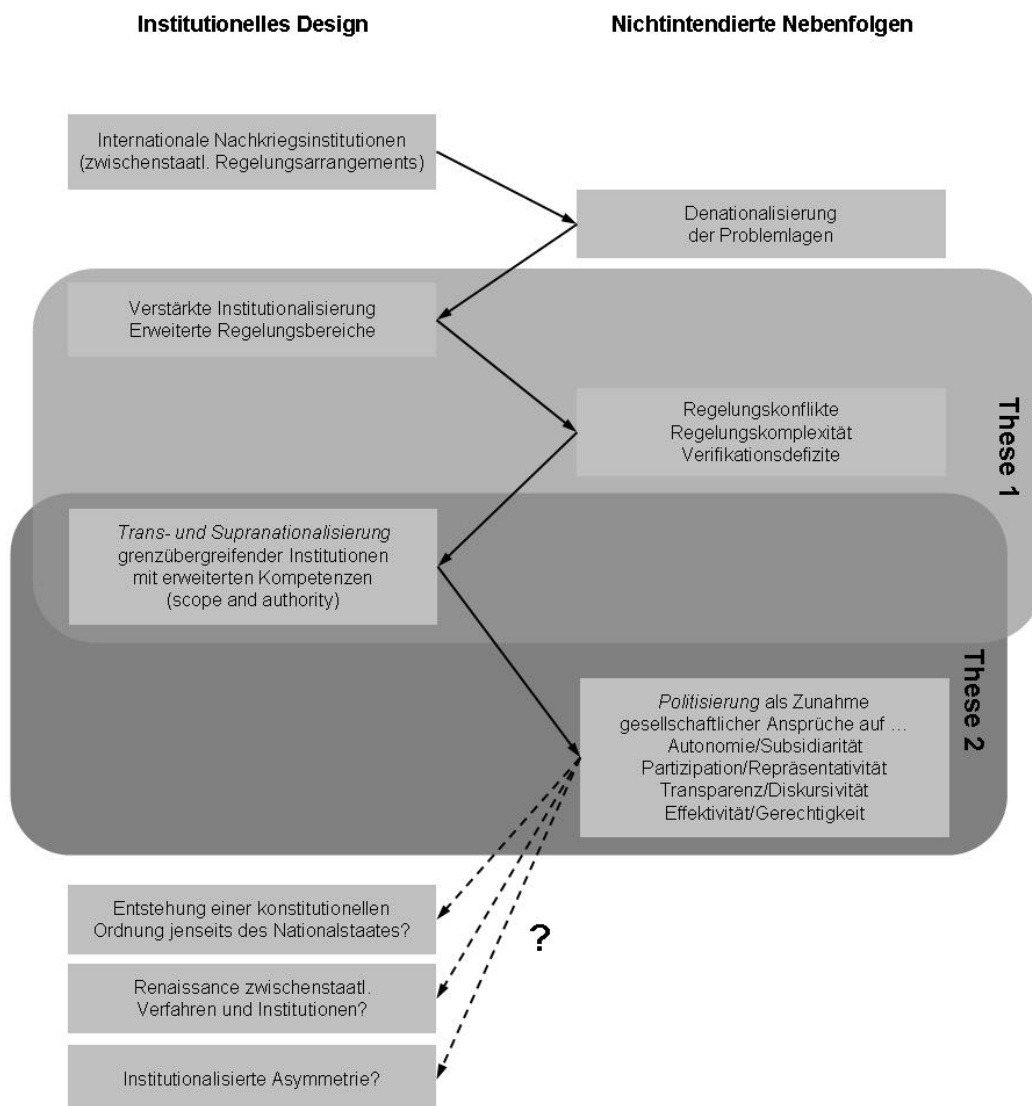 Institutionelles Design
Nichtintendierte Nebenfolgen
Internationale Nachkriegsinstitutionen
(zwischenstaatl. Regelungsarrangements)
Denationalisierung
der Problemlagen
Verstärkte Institutionalisierung
Erweiterte Regelungsbereiche
Regelungskonflikte
Regelungskomplexität
Verifikationsdefizite
These 1
Trans- und Supranationalisierung
grenzübergreifender Institutionen
mit erweiterten Kompetenzen
(scope and authority)
Politisierung als Zunahme
gesellschaftlicher Ansprüche auf ...
Autonomie/Subsidiarität
Partizipation/Repräsentativität
Transparenz/Diskursivität
Effektivität/Gerechtigkeit
These 2
Entstehung einer konstitutionellen
Ordnung jenseits des Nationalstaates?
?
Renaissance zwischenstaatl.
Verfahren und Institutionen?
Institutionalisierte Asymmetrie?